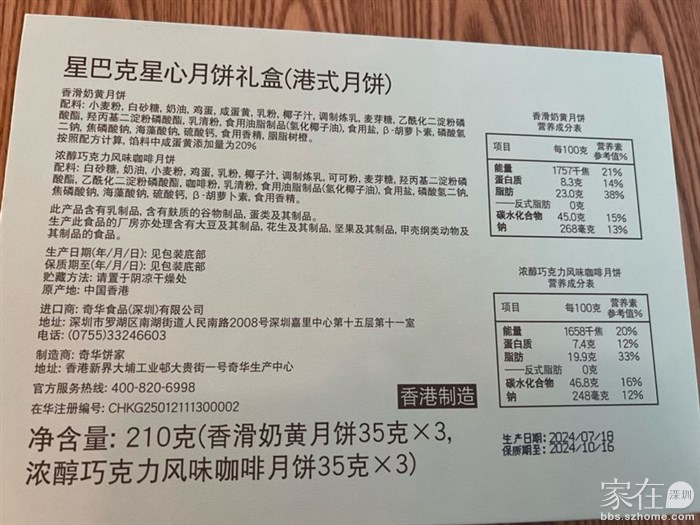 星巴克星心月饼礼盒(港式月饼)
香滑奶黄月饼
配料: 小麦粉, 白砂糖, 奶油, 鸡蛋, 咸蛋黄, 乳粉, 椰子汁, 调制炼乳, 麦芽糖, 乙酰化二淀粉磷
酸酯, 羟丙基二淀粉磷酸酯, 乳清粉, 食用油脂制品(氢化椰子油), 食用盐, β-胡萝卜素, 磷酸氢
二钠, 焦磷酸钠, 海藻酸钠, 硫酸钙, 食用香精, 胭脂树橙。
按照配方计算, 馅料中咸蛋黄添加量为20%
浓醇巧克力风味咖啡月饼
配料: 白砂糖, 奶油, 小麦粉, 鸡蛋, 乳粉, 椰子汁, 调制炼乳, 可可粉, 麦芽糖, 羟丙基二淀粉磷
酸酯, 乙酰化二淀粉磷酸酯, 咖啡粉, 乳清粉, 食用油脂制品(氢化椰子油), 食用盐, 磷酸氢二钠,
焦磷酸钠, 海藻酸钠, 硫酸钙, β-胡萝卜素, 食用香精。
此产品含有乳制品, 含有麸质的谷物制品, 蛋类及其制品。
生产此食品的厂房亦处理含有大豆及其制品, 花生及其制品, 坚果及其制品, 甲壳纲类动物及
其制品的食品。
生产日期(年/月/日): 见包装底部
保质期至(年/月/日): 见包装底部
贮藏方法: 请置于阴凉干燥处
原产地: 中国香港
进口商: 奇华食品(深圳)有限公司
地址: 深圳市罗湖区南湖街道人民南路2008号深圳嘉里中心第十五层第十一室
电话: (0755)33246603
制造商: 奇华饼家
地址: 香港新界大埔工业邨大贵街一号奇华生产中心
官方服务热线: 400-820-6998
在华注册编号: CHKG25012111300002
香港制造
净含量: 210克(香滑奶黄月饼35克×3,
浓醇巧克力风味咖啡月饼35克×3)
香滑奶黄月饼
营养成分表
项目 每100克 营养素参考值%
能量 1757千焦 21%
蛋白质 8.3克 14%
脂肪 23.0克 38%
——反式脂肪 0克
碳水化合物 45.0克 15%
钠 268毫克 13%
浓醇巧克力风味咖啡月饼
营养成分表
项目 每100克 营养素参考值%
能量 1658千焦 20%
蛋白质 7.4克 12%
脂肪 19.9克 33%
——反式脂肪 0克
碳水化合物 46.8克 16%
钠 248毫克 12%
生产日期: 2024/07/18
保质期至: 2024/10/16
家在深圳
bbs.szhome.com